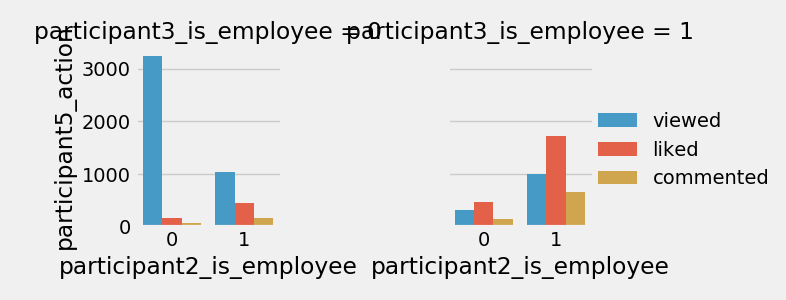 participant3_is_employee = 0
participant3_is_employee = 1
participant5_action
3000
2000
1000
0
0 1
0 1
participant2_is_employee
participant2_is_employee
viewed
liked
commented